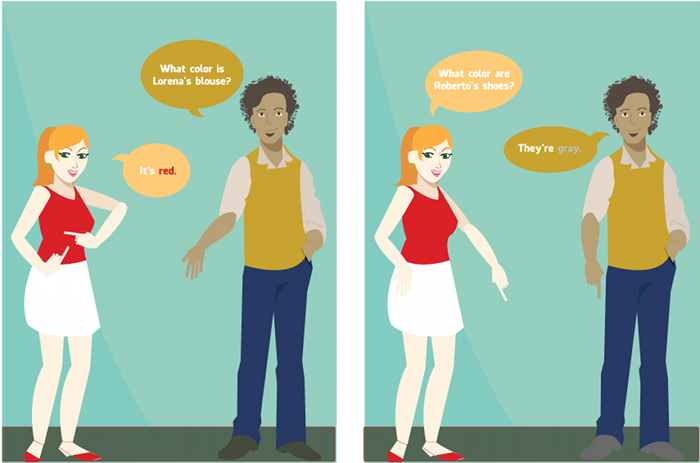 What color is
Lorena's blouse?
It's red.
What color are
Roberto's shoes?
They're gray.